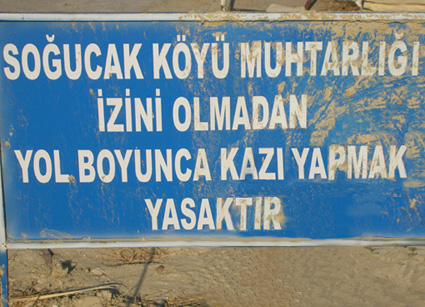 SOĞUCAK KÖYÜ MUHTARLIĞI
İZİNİ OLMADAN
YOL BOYUNCA KAZI YAPMAK
YASAKTIR